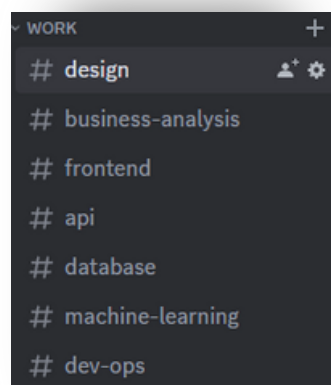 WORK
# design
# business-analysis
# frontend
# api
# database
# machine-learning
# dev-ops